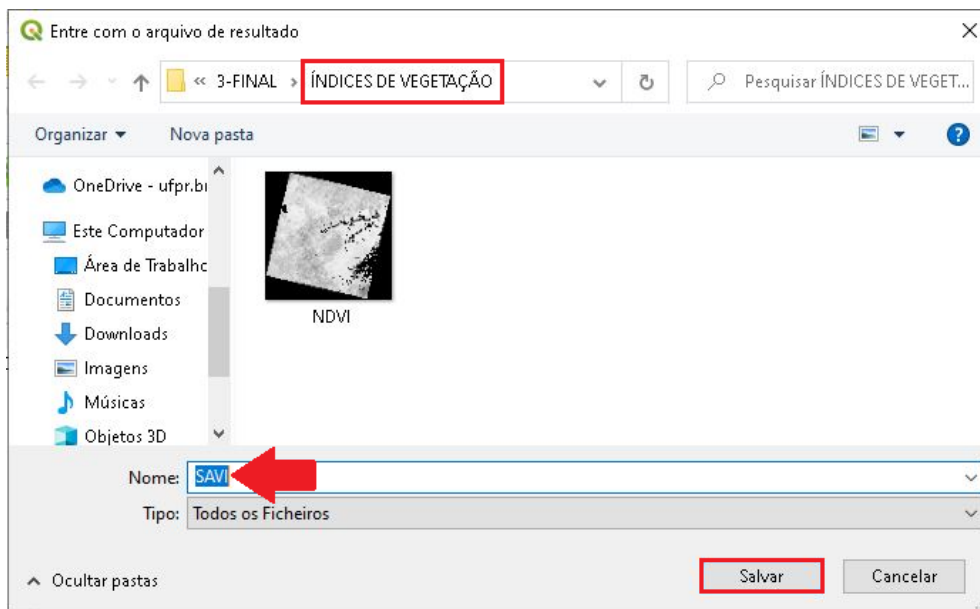 Entre com o arquivo de resultado
« 3-FINAL › ÍNDICES DE VEGETAÇÃO
Pesquisar ÍNDICES DE VEGET...
Organizar
Nova pasta
OneDrive - ufpr.br
Este Computador
Área de Trabalho
Documentos
Downloads
Imagens
Músicas
Objetos 3D
NDVI
Nome: SAVI
Tipo: Todos os Ficheiros
Ocultar pastas
Salvar
Cancelar